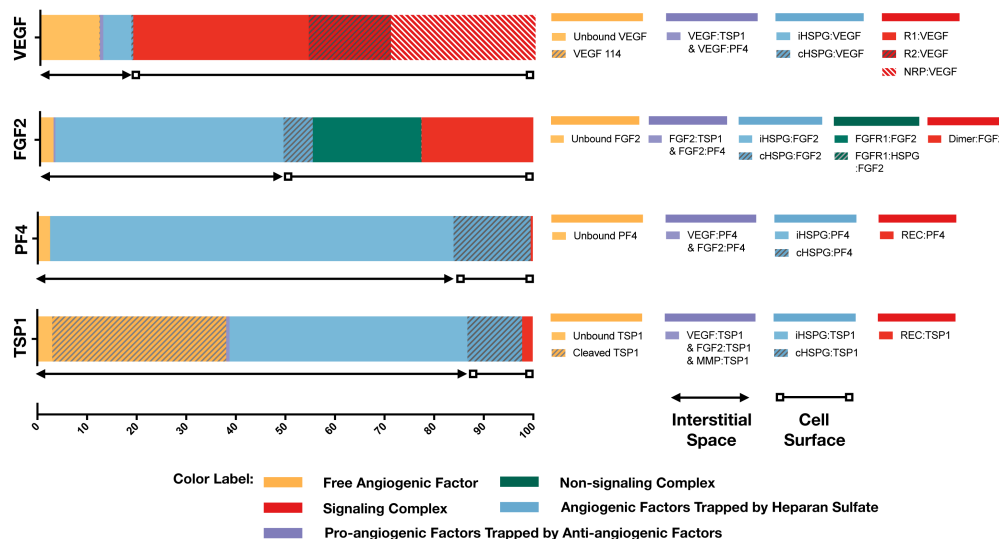 VEGF
Unbound VEGF
VEGF 114
VEGF:TSP1
& VEGF:PF4
iHSPG:VEGF
cHSPG:VEGF
R1:VEGF
R2:VEGF
NRP:VEGF
FGF2
Unbound FGF2
FGF2:TSP1
& FGF2:PF4
iHSPG:FGF2
cHSPG:FGF2
FGFR1:FGF2
FGFR1:HSPG
:FGF2
Dimer:FGF2
PF4
Unbound PF4
VEGF:PF4
& FGF2:PF4
iHSPG:PF4
cHSPG:PF4
REC:PF4
TSP1
Unbound TSP1
Cleaved TSP1
VEGF:TSP1
& FGF2:TSP1
& MMP:TSP1
iHSPG:TSP1
cHSPG:TSP1
REC:TSP1
0 10 20 30 40 50 60 70 80 90 100
Interstitial
Space
Cell
Surface
Color Label:
Free Angiogenic Factor
Non-signaling Complex
Signaling Complex
Angiogenic Factors Trapped by Heparan Sulfate
Pro-angiogenic Factors Trapped by Anti-angiogenic Factors